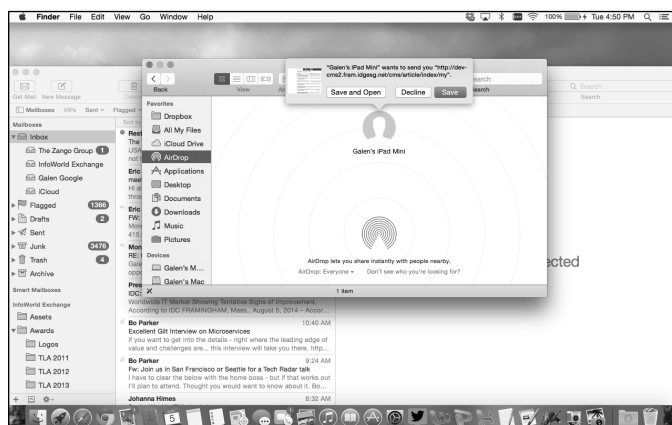 Finder File Edit View Go Window Help
100% Tue 4:50 PM
Get Mail New Message
Search
Search
Mailboxes VIPs Sent Flagged
Mailboxes
Inbox
The Zango Group 1
InfoWorld Exchange
Galen Google
iCloud
Flagged 1366
Drafts 2
Sent
Junk 3476
Trash 4
Archive
Smart Mailboxes
InfoWorld Exchange
Assets
Awards
Logos
TLA 2011
TLA 2012
TLA 2013
Back View
Favorites
Dropbox
All My Files
iCloud Drive
AirDrop
Applications
Desktop
Documents
Downloads
Music
Pictures
Devices
Galen's M...
Galen's Mac
"Galen's iPad Mini" wants to send you "http://dev-
cms2.fram.idgesg.net/cms/article/index/my".
Save and Open Decline Save
Galen's iPad Mini
AirDrop lets you share instantly with people nearby.
AirDrop: Everyone Don't see who you're looking for?
1 item
Worldwide IT Market Showing Tentative Signs of Improvement,
According to IDC FRAMINGHAM, Mass., August 5, 2014 – Accor...
Bo Parker 10:40 AM
Excellent Gilt Interview on Microservices
If you want to get into the details - right where the leading edge of
value and challenges are... this interview will take you there. http...
Bo Parker 9:24 AM
Fw: Join us in San Francisco or Seattle for a Tech Radar talk
I have to clear the below with the home boss - but if that works out
I'll plan to attend. Thought you would want to know about it. Bo...
Johanna Himes 6:32 AM
5